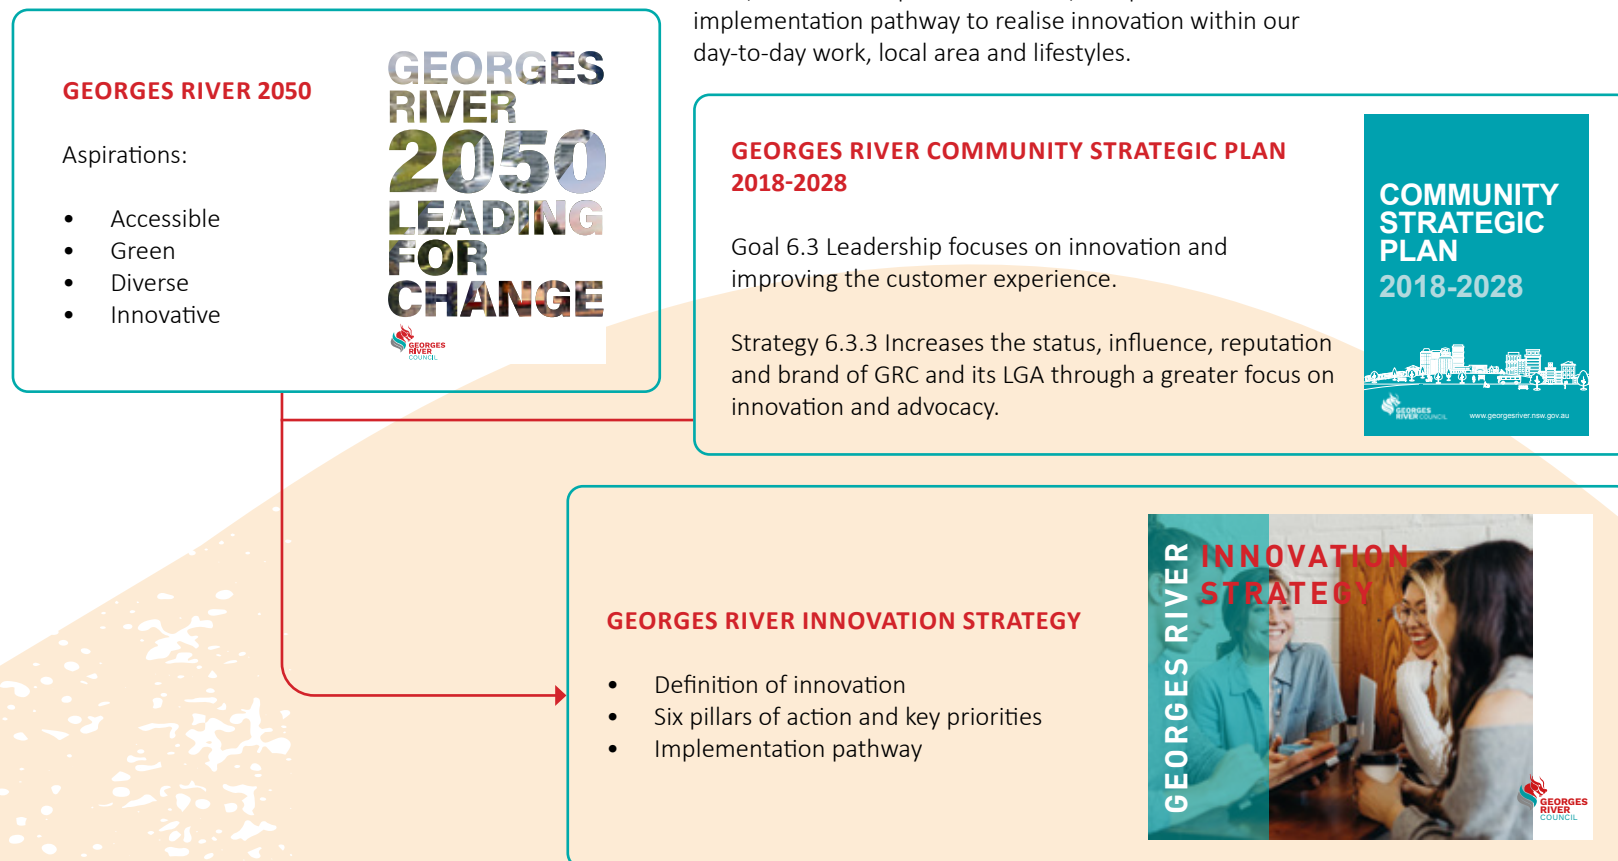 implementation pathway to realise innovation within our
day-to-day work, local area and lifestyles.
GEORGES RIVER 2050
Aspirations:
• Accessible
• Green
• Diverse
• Innovative
GEORGES
RIVER
2050
LEADING
FOR
CHANGE
GEORGES
RIVER
COUNCIL
GEORGES RIVER COMMUNITY STRATEGIC PLAN
2018-2028
Goal 6.3 Leadership focuses on innovation and
improving the customer experience.
Strategy 6.3.3 Increases the status, influence, reputation
and brand of GRC and its LGA through a greater focus on
innovation and advocacy.
COMMUNITY
STRATEGIC
PLAN
2018-2028
GEORGES
RIVER COUNCIL
www.georgesriver.nsw.gov.au
GEORGES RIVER INNOVATION STRATEGY
• Definition of innovation
• Six pillars of action and key priorities
• Implementation pathway
GEORGES RIVER
INNOVATION
STRATEGY
GEORGES
RIVER
COUNCIL